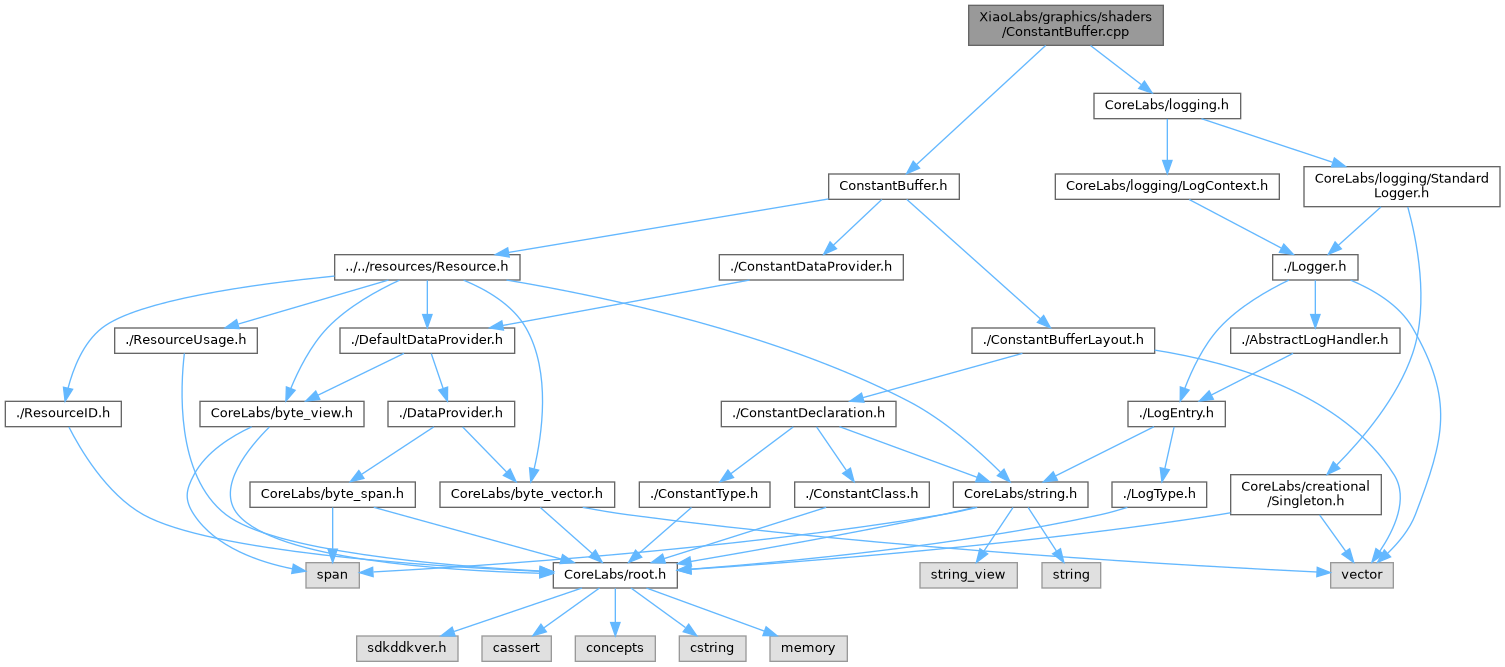 XiaoLabs/graphics/shaders
/ConstantBuffer.cpp
CoreLabs/logging.h
ConstantBuffer.h
CoreLabs/logging/LogContext.h
CoreLabs/logging/Standard
Logger.h
../../resources/Resource.h
./ConstantDataProvider.h
./Logger.h
./ResourceUsage.h
./DefaultDataProvider.h
./ConstantBufferLayout.h
./AbstractLogHandler.h
./ResourceID.h
CoreLabs/byte_view.h
./DataProvider.h
./ConstantDeclaration.h
./LogEntry.h
CoreLabs/byte_span.h
CoreLabs/byte_vector.h
./ConstantType.h
./ConstantClass.h
CoreLabs/string.h
./LogType.h
CoreLabs/creational
/Singleton.h
span
CoreLabs/root.h
string_view
string
vector
sdkddkver.h
cassert
concepts
cstring
memory